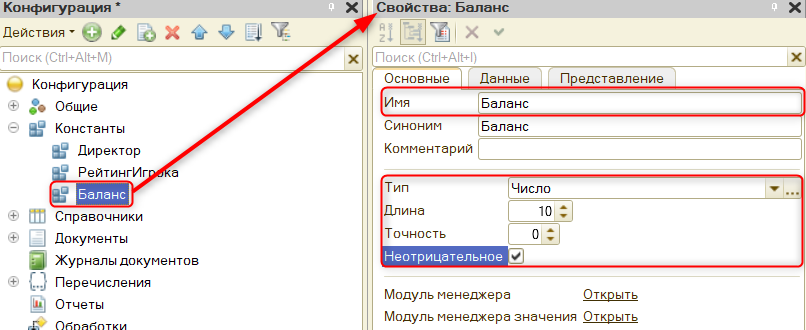 Конфигурация *
Действия
Поиск (Ctrl+Alt+M)
Конфигурация
Общие
Константы
Директор
РейтингИгрока
Баланс
Справочники
Документы
Журналы документов
Перечисления
Отчеты
Обработки
Свойства: Баланс
Поиск (Ctrl+Alt+I)
Основные Данные Представление
Имя Баланс
Синоним Баланс
Комментарий
Тип Число ...
Длина 10
Точность 0
Неотрицательное
Модуль менеджера Открыть
Модуль менеджера значения Открыть